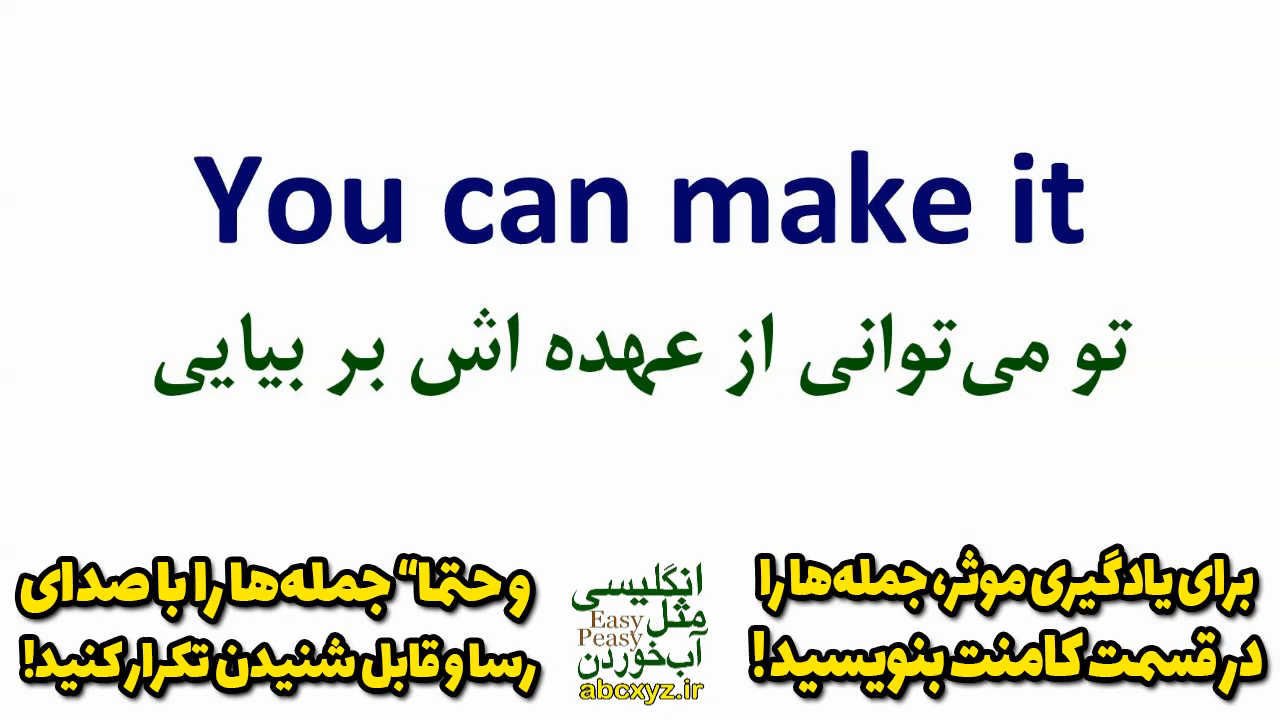 You can make it
تو می‌توانی از عهده اش بر بیایی
برای یادگیری موثر، جمله‌ها را
در قسمت کامنت بنویسید!
و حتما“ جمله‌ها را با صدای
رسا و قابل شنیدن تکرار کنید!
انگلیسی
مثل
Easy
Peasy
آب خوردن
abcxyz.ir